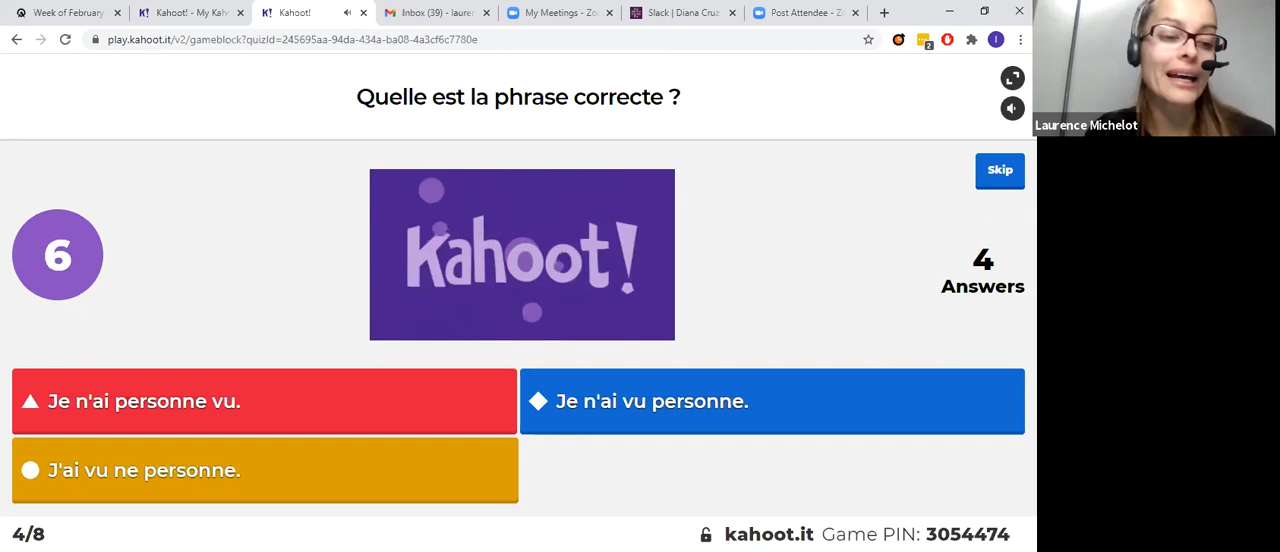 Week of February
Kahoot! - My Kah
Kahoot!
Inbox (39) - laurer
My Meetings - Zo
Slack | Diana Cruz
Post Attendee - Z
play.kahoot.it/v2/gameblock?quizId=245695aa-94da-434a-ba08-4a3cf6c7780e
2
I
Quelle est la phrase correcte ?
Laurence Michelot
Skip
6
Kahoot!
4
Answers
Je n'ai personne vu.
Je n'ai vu personne.
J'ai vu ne personne.
4/8
kahoot.it Game PIN: 3054474